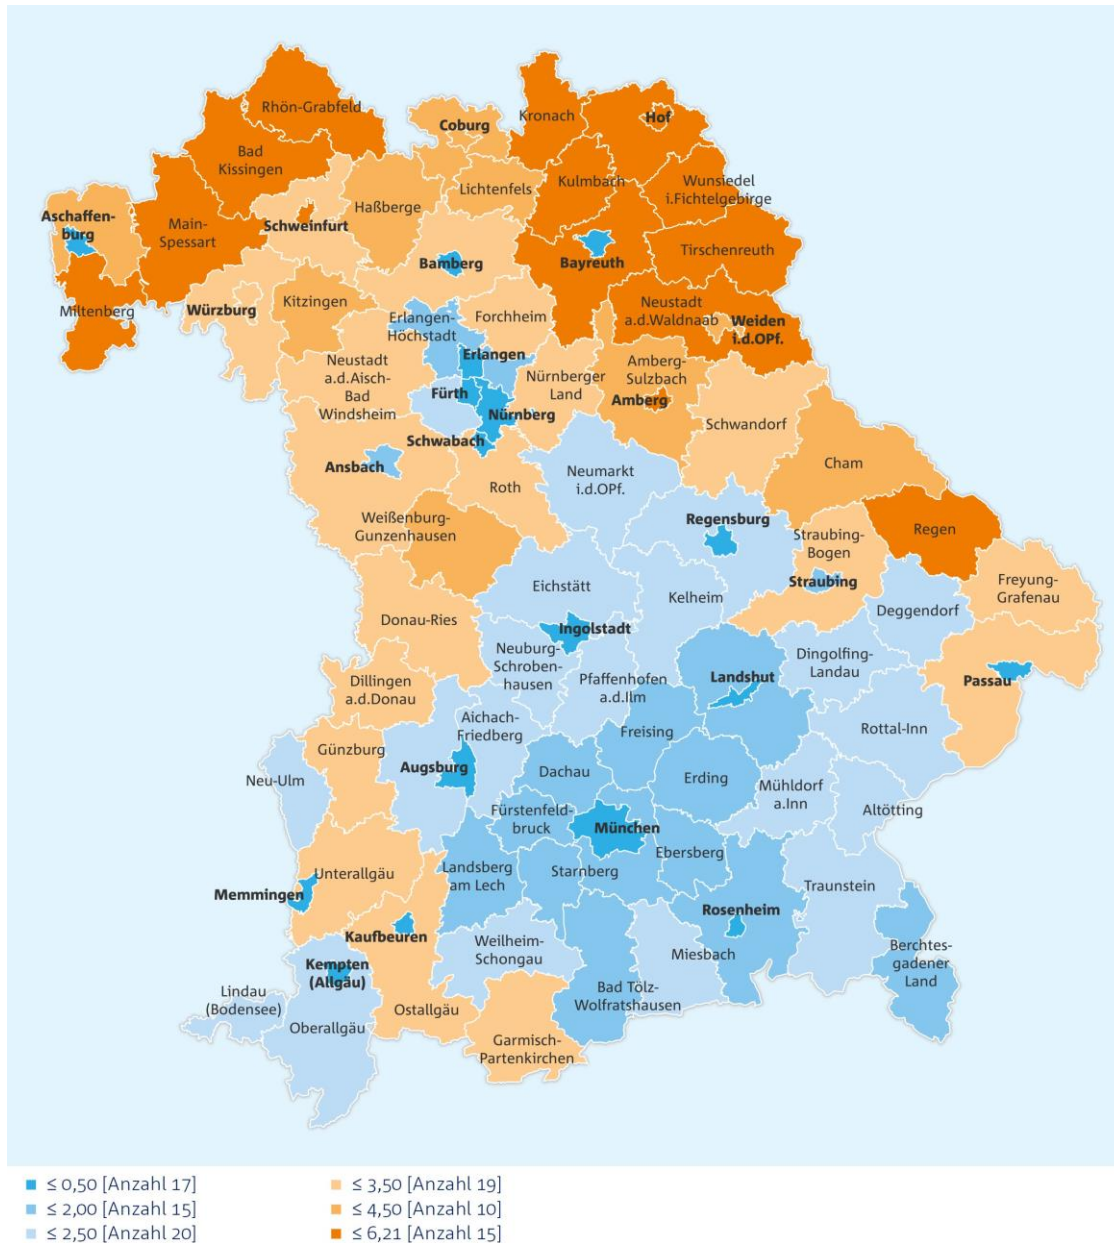 Rhön-Grabfeld
Kronach
Hof
Coburg
Bad
Kissingen
Kulmbach
Wunsiedel
i.Fichtelgebirge
Lichtenfels
Haßberge
Aschaffen-
burg
Main-
Spessart
Schweinfurt
Tirschenreuth
Bamberg
Bayreuth
Miltenberg
Würzburg
Kitzingen
Erlangen-
Höchstadt
Forchheim
Neustadt
a.d.Waldnaab
Weiden
i.d.OPf.
Erlangen
Neustadt
a.d.Aisch-
Bad
Windsheim
Nürnberger
Land
Amberg-
Sulzbach
Fürth
Amberg
Nürnberg
Schwandorf
Schwabach
Ansbach
Neumarkt
i.d.OPf.
Cham
Roth
Weißenburg-
Gunzenhausen
Regensburg
Regen
Straubing-
Bogen
Straubing
Eichstätt
Kelheim
Freyung-
Grafenau
Deggendorf
Donau-Ries
Ingolstadt
Neuburg-
Schroben-
hausen
Dingolfing-
Landau
Dillingen
a.d.Donau
Pfaffenhofen
a.d.Ilm
Landshut
Passau
Aichach-
Friedberg
Freising
Rottal-Inn
Günzburg
Augsburg
Neu-Ulm
Dachau
Erding
Mühldorf
a.Inn
Altötting
Fürstenfeld-
bruck
München
Ebersberg
Landsberg
am Lech
Starnberg
Unterallgäu
Traunstein
Memmingen
Rosenheim
Kaufbeuren
Weilheim-
Schongau
Miesbach
Berchtes-
gadener
Land
Kempten
(Allgäu)
Lindau
(Bodensee)
Bad Tölz-
Wolfratshausen
Oberallgäu
Ostallgäu
Garmisch-
Partenkirchen
≤ 0,50 [Anzahl 17]
≤ 2,00 [Anzahl 15]
≤ 2,50 [Anzahl 20]
≤ 3,50 [Anzahl 19]
≤ 4,50 [Anzahl 10]
≤ 6,21 [Anzahl 15]